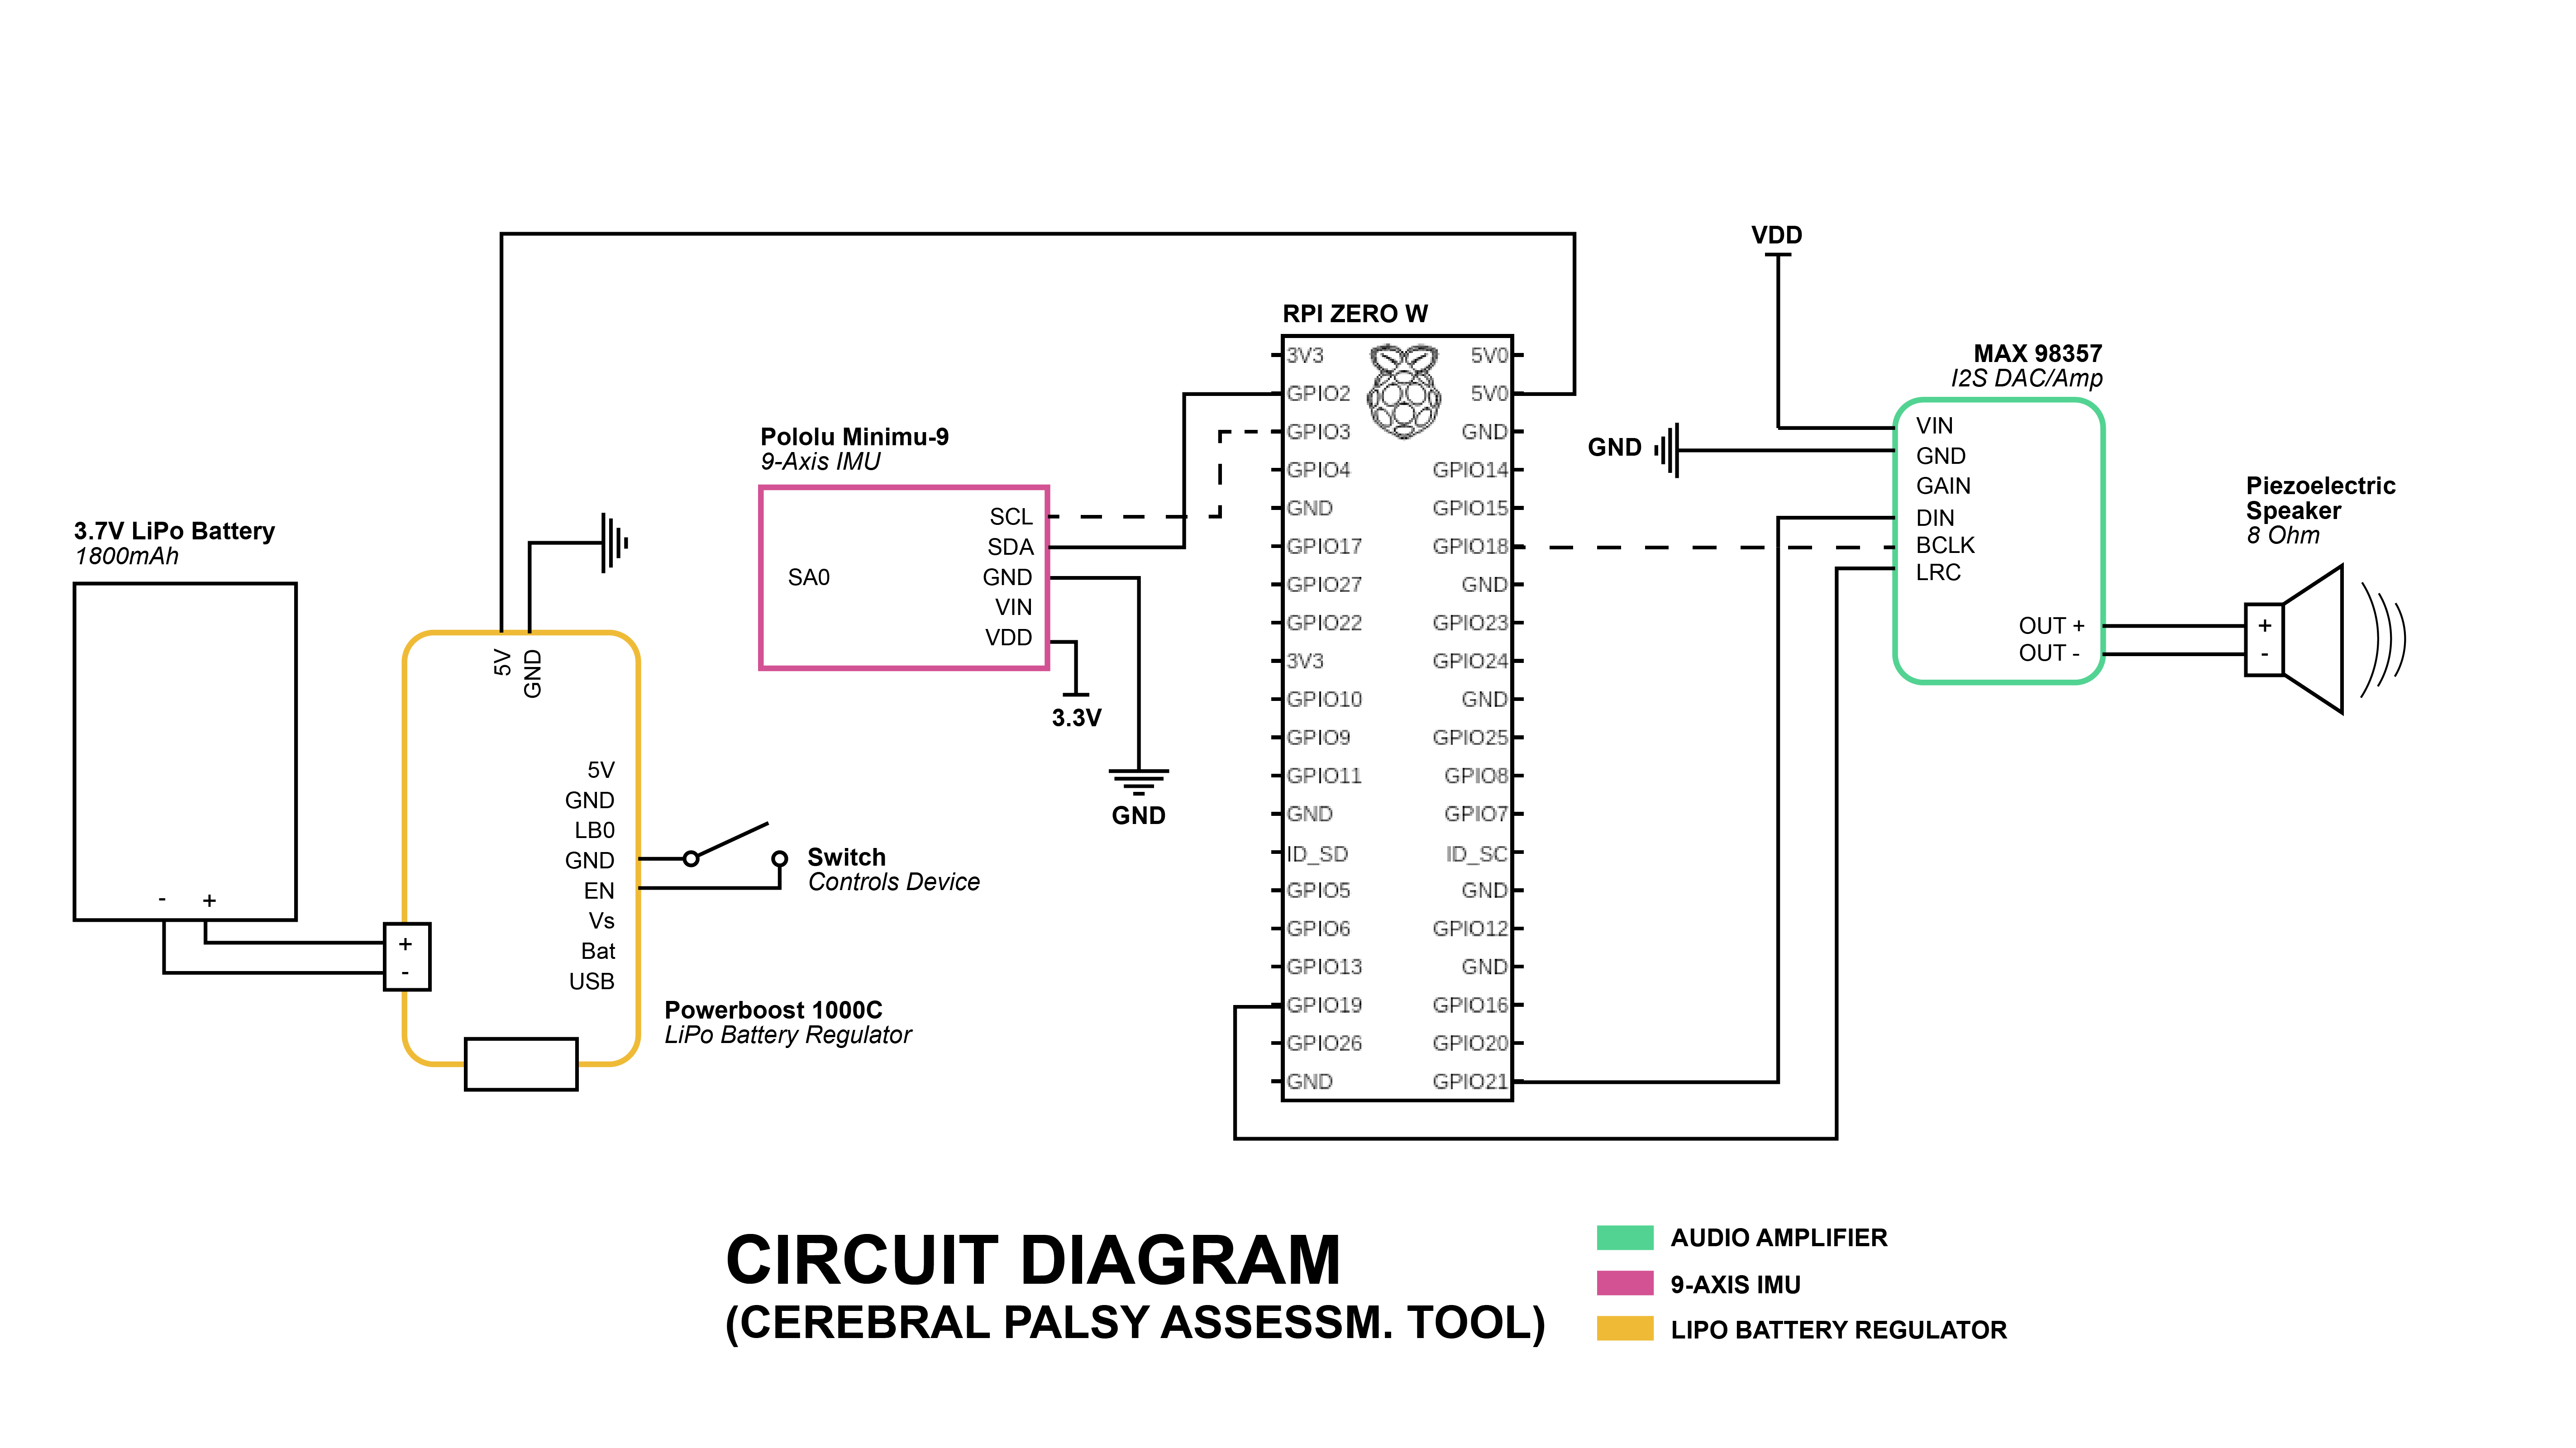 VDD
RPI ZERO W
3V3
GPIO2
GPIO3
GPIO4
GND
GPIO17
GPIO27
GPIO22
3V3
GPIO10
GPIO9
GPIO11
GND
ID_SD
GPIO5
GPIO6
GPIO13
GPIO19
GPIO26
GND
5V0
5V0
GND
GPIO14
GPIO15
GPIO18
GND
GPIO23
GPIO24
GND
GPIO25
GPIO8
GPIO7
ID_SC
GND
GPIO12
GND
GPIO16
GPIO20
GPIO21
MAX 98357
I2S DAC/Amp
GND
VIN
GND
GAIN
DIN
BCLK
LRC
OUT +
OUT -
Piezoelectric
Speaker
8 Ohm
+
-
Pololu Minimu-9
9-Axis IMU
SA0
SCL
SDA
GND
VIN
VDD
3.3V
GND
3.7V LiPo Battery
1800mAh
- +
+
-
5V
GND
5V
GND
LB0
GND
EN
Vs
Bat
USB
Switch
Controls Device
Powerboost 1000C
LiPo Battery Regulator
CIRCUIT DIAGRAM
(CEREBRAL PALSY ASSESSM. TOOL)
AUDIO AMPLIFIER
9-AXIS IMU
LIPO BATTERY REGULATOR